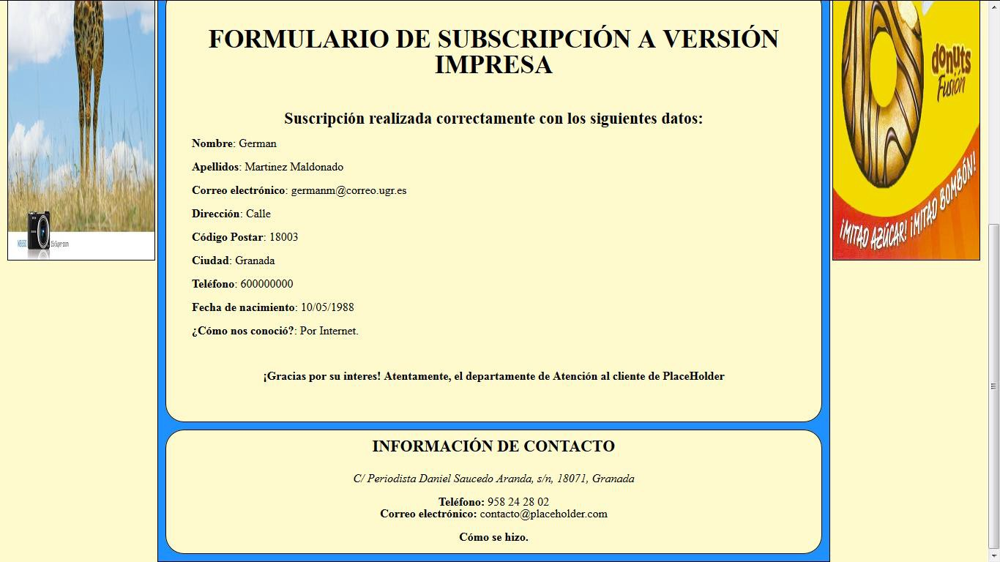 FORMULARIO DE SUBSCRIPCIÓN A VERSIÓN
IMPRESA
Suscripción realizada correctamente con los siguientes datos:
Nombre: German
Apellidos: Martinez Maldonado
Correo electrónico: germanm@correo.ugr.es
Dirección: Calle
Código Postar: 18003
Ciudad: Granada
Teléfono: 600000000
Fecha de nacimiento: 10/05/1988
¿Cómo nos conoció?: Por Internet.
¡Gracias por su interes! Atentamente, el departamente de Atención al cliente de PlaceHolder
INFORMACIÓN DE CONTACTO
C/ Periodista Daniel Saucedo Aranda, s/n, 18071, Granada
Teléfono: 958 24 28 02
Correo electrónico: contacto@placeholder.com
Cómo se hizo.
donuts
Fusión
¡MITAD AZÚCAR! ¡MITAD BOMBÓN!